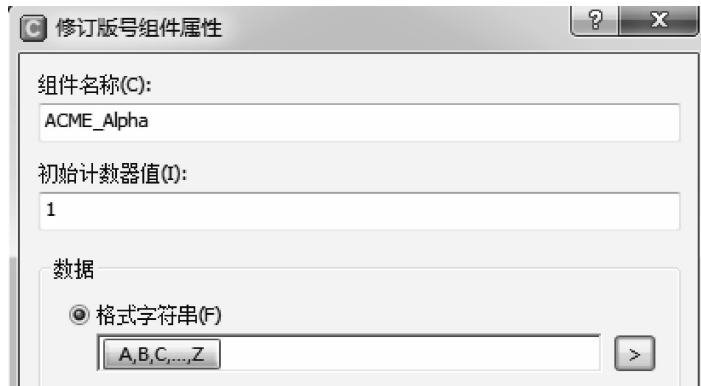 C 修订版号组件属性 ? X
组件名称(C):
ACME_Alpha
初始计数器值(I):
1
数据
格式字符串(F)
A,B,C,...,Z >